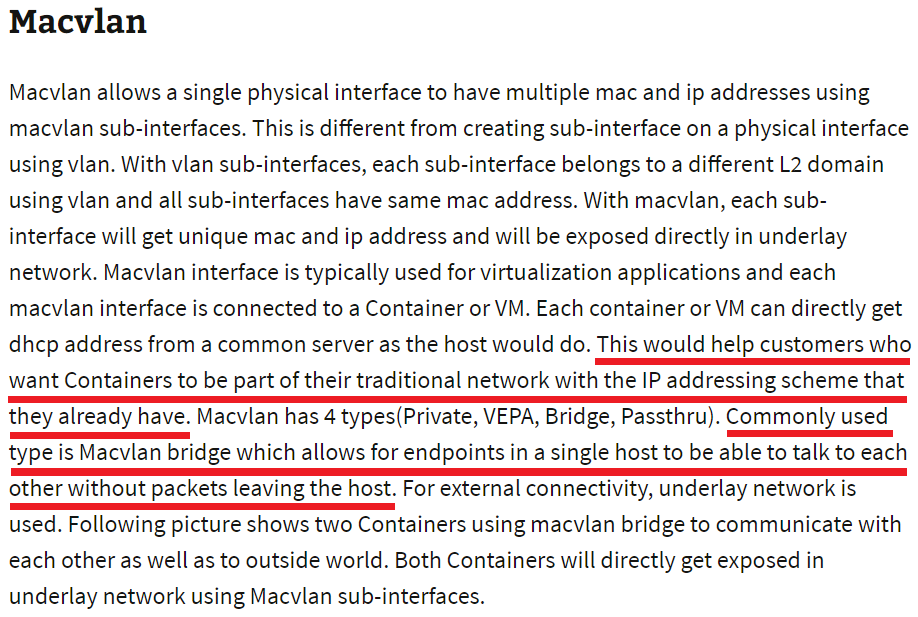 Macvlan
Macvlan allows a single physical interface to have multiple mac and ip addresses using
macvlan sub-interfaces. This is different from creating sub-interface on a physical interface
using vlan. With vlan sub-interfaces, each sub-interface belongs to a different L2 domain
using vlan and all sub-interfaces have same mac address. With macvlan, each sub-
interface will get unique mac and ip address and will be exposed directly in underlay
network. Macvlan interface is typically used for virtualization applications and each
macvlan interface is connected to a Container or VM. Each container or VM can directly get
dhcp address from a common server as the host would do. This would help customers who
want Containers to be part of their traditional network with the IP addressing scheme that
they already have. Macvlan has 4 types(Private, VEPA, Bridge, Passthru). Commonly used
type is Macvlan bridge which allows for endpoints in a single host to be able to talk to each
other without packets leaving the host. For external connectivity, underlay network is
used. Following picture shows two Containers using macvlan bridge to communicate with
each other as well as to outside world. Both Containers will directly get exposed in
underlay network using Macvlan sub-interfaces.